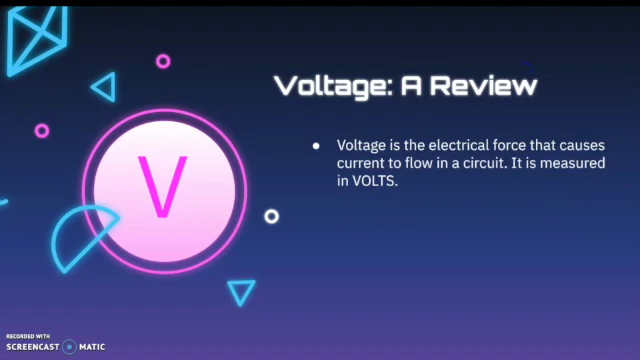 Voltage: A Review
V
• Voltage is the electrical force that causes
current to flow in a circuit. It is measured
in VOLTS.
RECORDED WITH
SCREENCAST MATIC